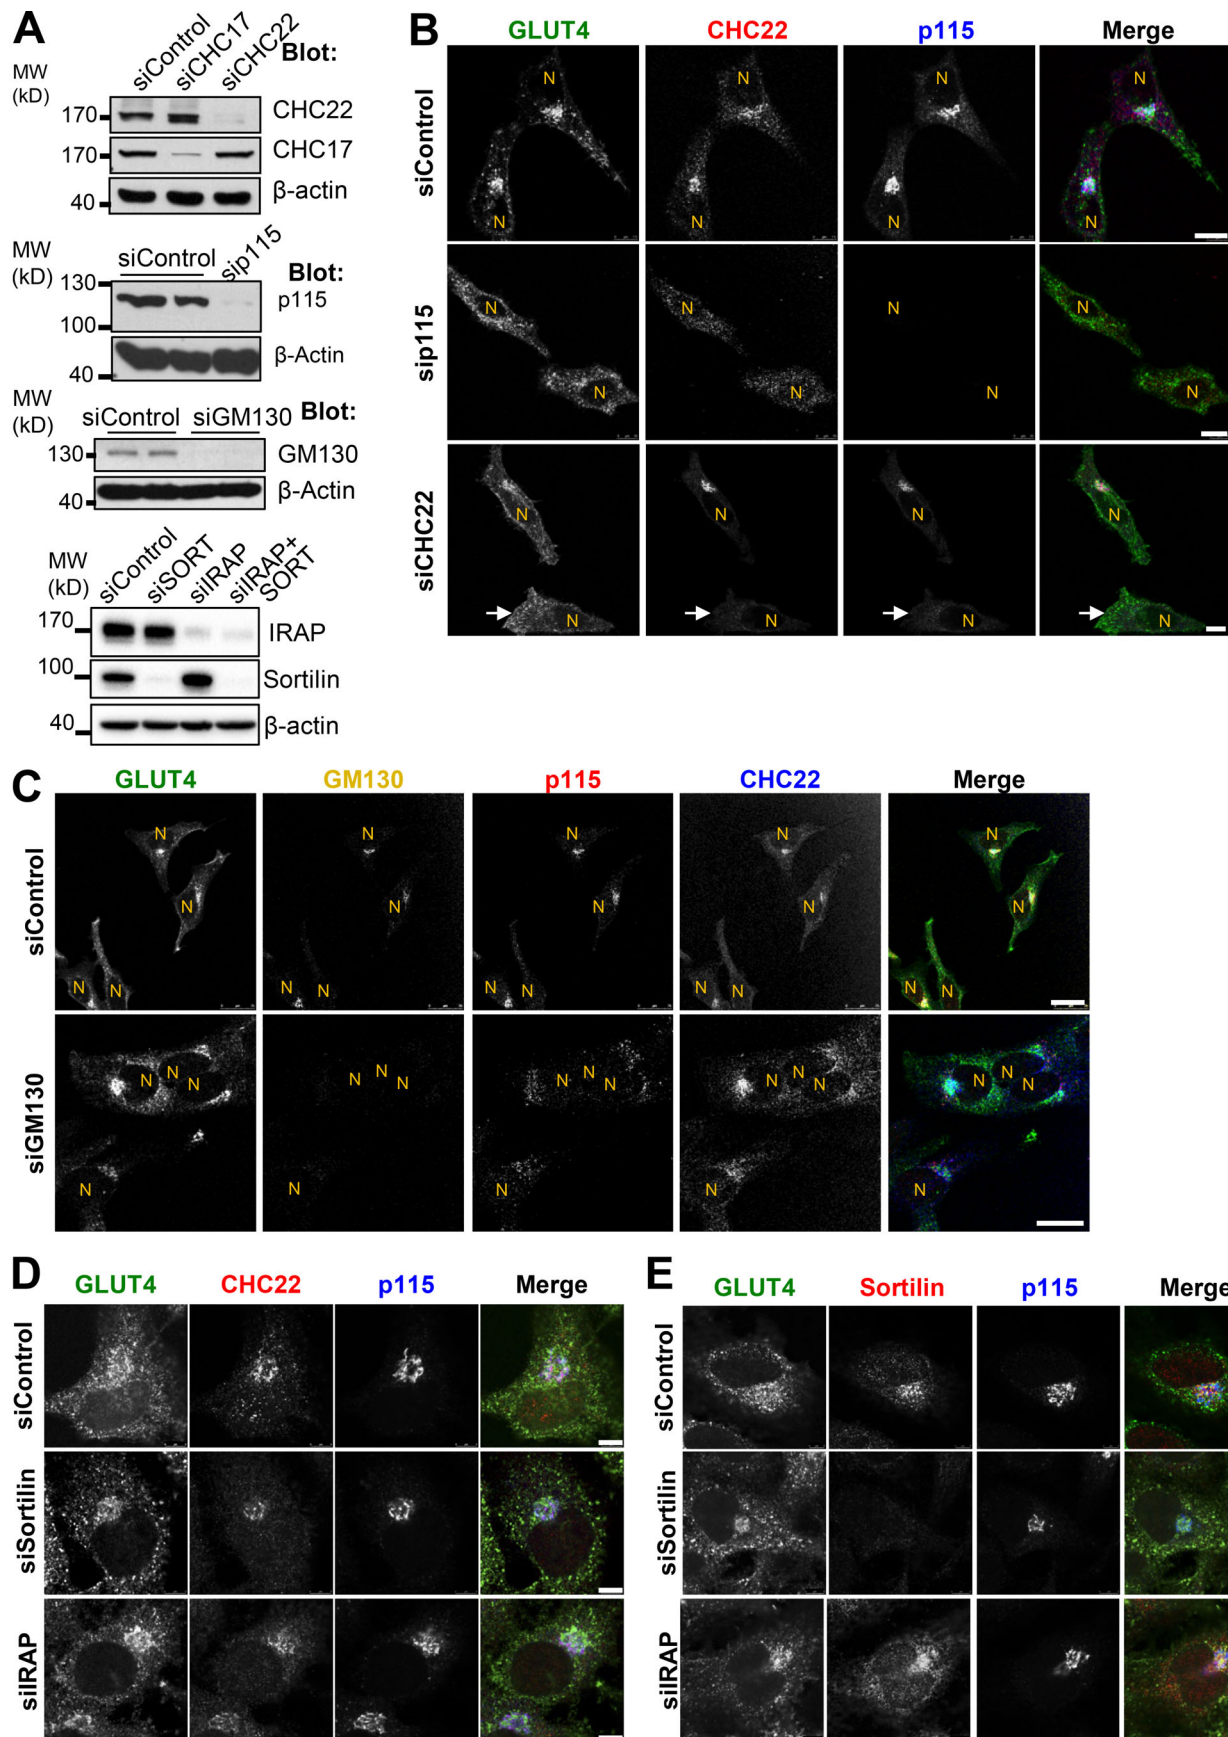 A
siControl
siCHC17
siCHC22
Blot:
MW
(kD)
170
CHC22
170
CHC17
40
β-actin
MW
(kD)
siControl
sip115
Blot:
130
p115
100
β-Actin
40
MW
(kD)
siControl
siGM130
Blot:
130
GM130
40
β-Actin
MW
(kD)
siControl
siSORT
siIRAP
siIRAP+
SORT
170
IRAP
100
Sortilin
40
β-actin
B
GLUT4 CHC22 p115 Merge
siControl
N N N N
N N N N
sip115
N N N N
N N N N
siCHC22
N N N N
N N N N
C
GLUT4 GM130 p115 CHC22 Merge
siControl
N N N N N
N N N N N
N N N N N N N N N N
siGM130
N N N N N N N N N N N N N N N
N N N N N
D
GLUT4 CHC22 p115 Merge
siControl
siSortilin
siIRAP
E
GLUT4 Sortilin p115 Merge
siControl
siSortilin
siIRAP